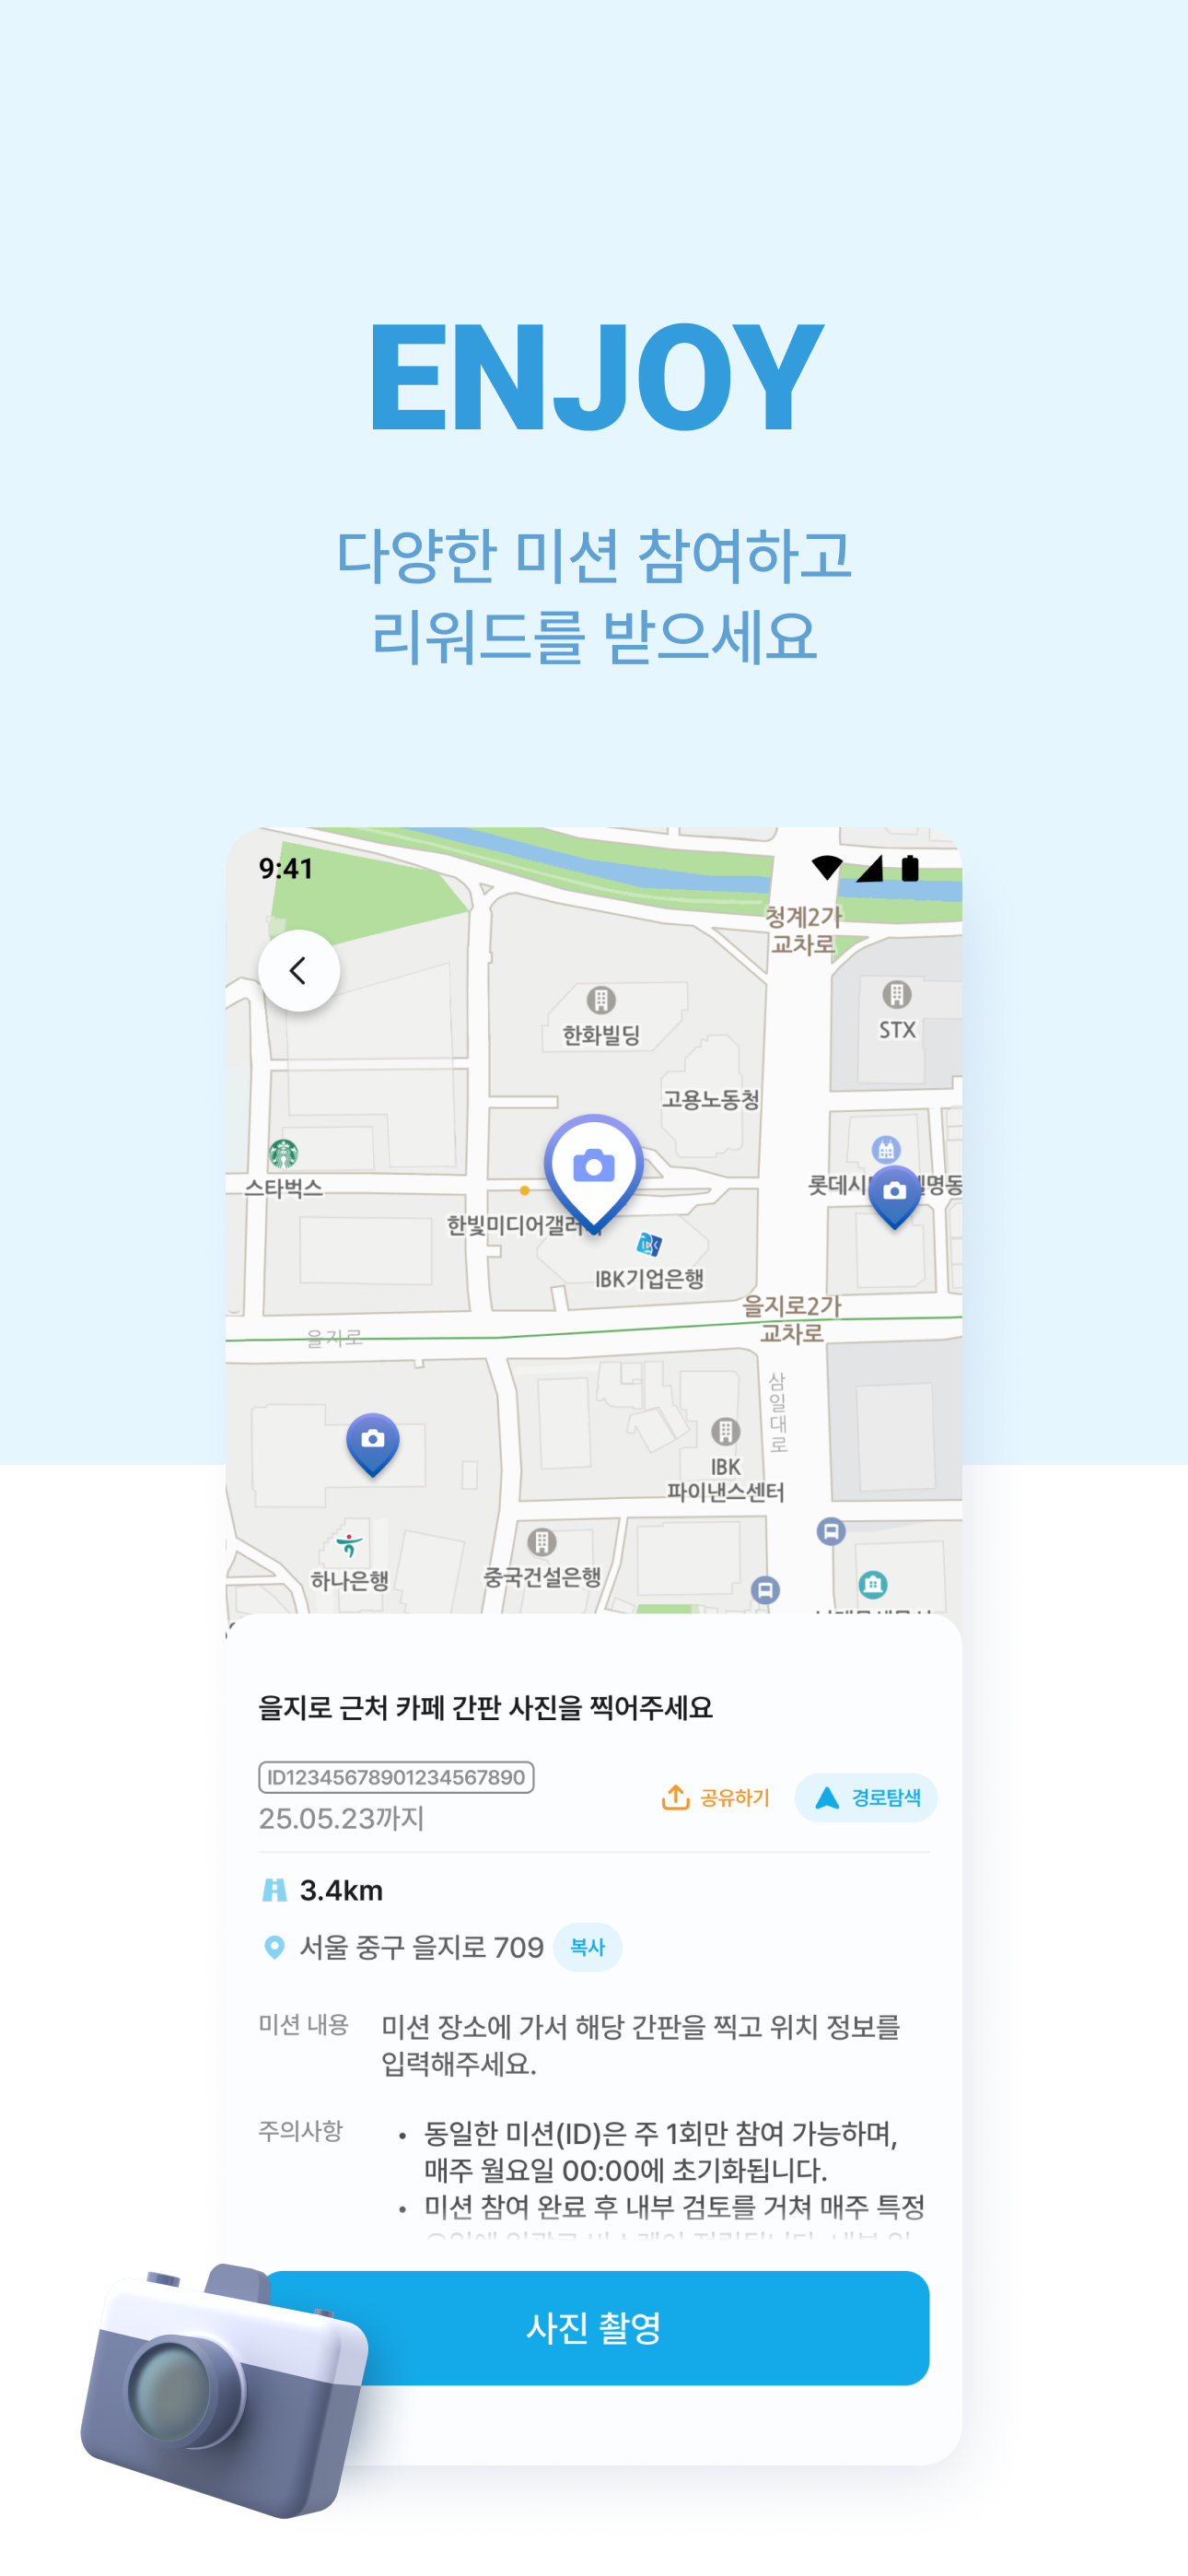 ENJOY
다양한 미션 참여하고
리워드를 받으세요
9:41
청계2가
교차로
한화빌딩
STX
고용노동청
스타벅스
한빛미디어갤러리
IBK기업은행
을지로2가
교차로
을지로
삼일대로
IBK
파이낸스센터
하나은행
중국건설은행
을지로 근처 카페 간판 사진을 찍어주세요
ID12345678901234567890
25.05.23까지
공유하기
경로탐색
3.4km
서울 중구 을지로 709
복사
미션 내용
미션 장소에 가서 해당 간판을 찍고 위치 정보를
입력해주세요.
주의사항
• 동일한 미션(ID)은 주 1회만 참여 가능하며,
매주 월요일 00:00에 초기화됩니다.
• 미션 참여 완료 후 내부 검토를 거쳐 매주 특정
사진 촬영